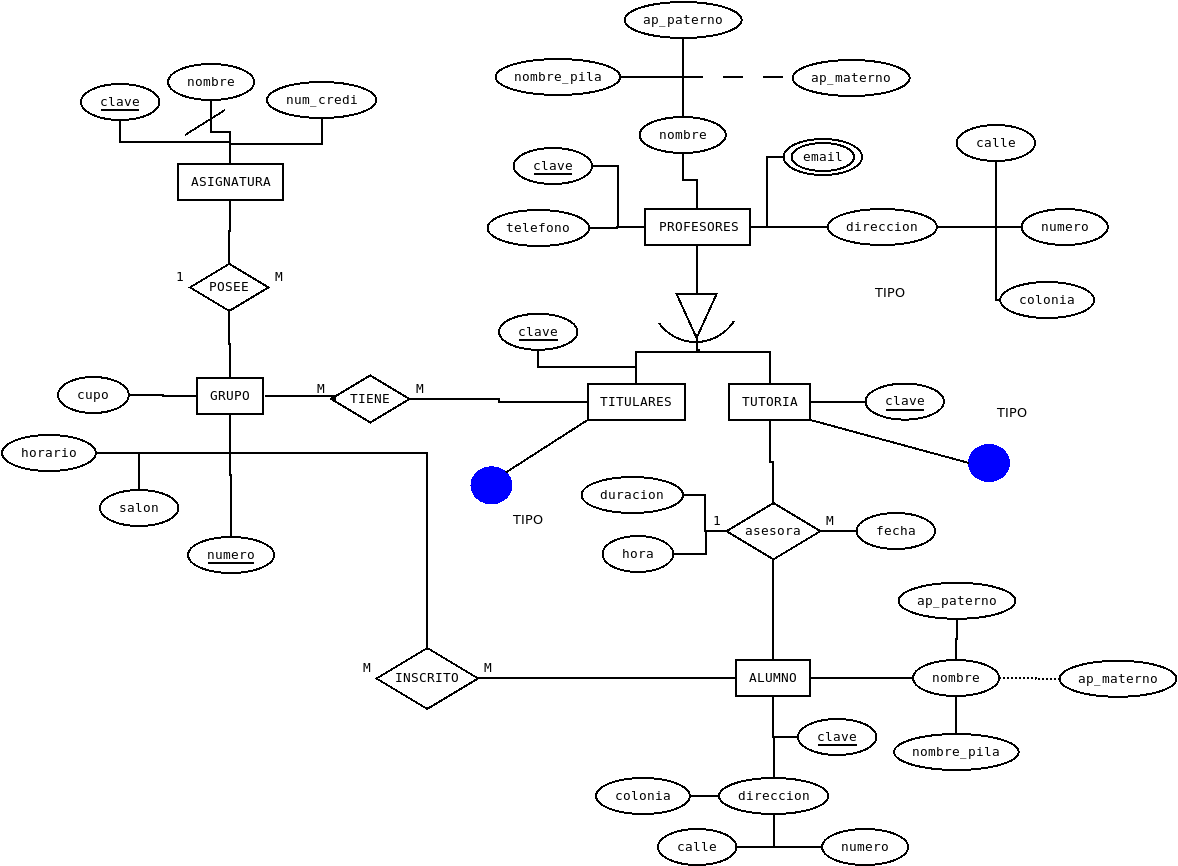 ap_paterno
nombre_pila
ap_materno
nombre
clave
num_credi
nombre
calle
email
clave
ASIGNATURA
telefono
PROFESORES
direccion
numero
1
M
POSEE
TIPO
colonia
clave
cupo
GRUPO
M
M
TIENE
TITULARES
TUTORIA
clave
TIPO
horario
salon
duracion
TIPO
1
M
asesora
fecha
numero
hora
ap_paterno
M
M
INSCRITO
ALUMNO
nombre
ap_materno
clave
nombre_pila
colonia
direccion
calle
numero